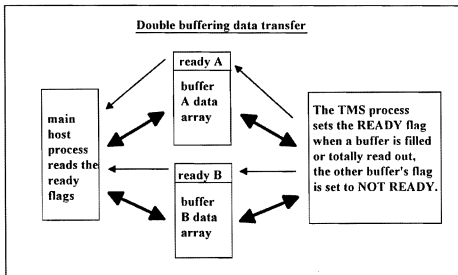 Double buffering data transfer
ready A
buffer
A data
array
main
host
process
reads the
ready
flags
ready B
buffer
B data
array
The TMS process
sets the READY flag
when a buffer is filled
or totally read out,
the other buffer's flag
is set to NOT READY.